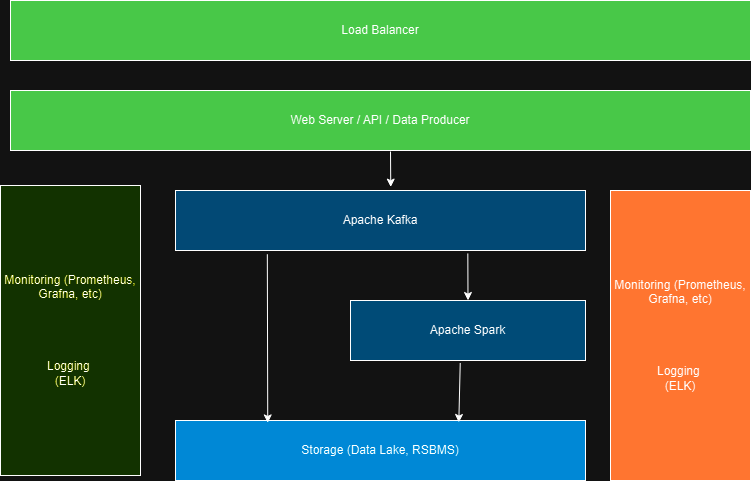 Load Balancer
Web Server / API / Data Producer
Apache Kafka
Monitoring (Prometheus,
Grafna, etc)
Logging
(ELK)
Apache Spark
Monitoring (Prometheus,
Grafna, etc)
Logging
(ELK)
Storage (Data Lake, RSBMS)